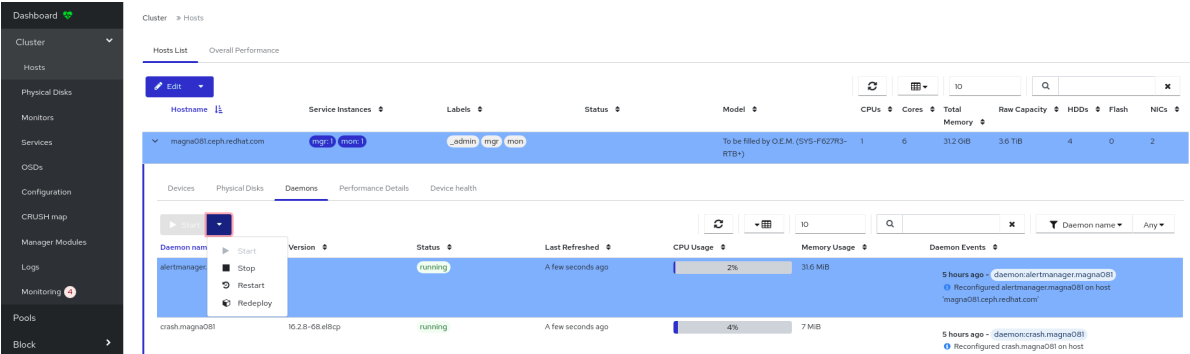 Dashboard
Cluster
Hosts
Physical Disks
Monitors
Services
OSDs
Configuration
CRUSH map
Manager Modules
Logs
Monitoring 4
Pools
Block
Cluster » Hosts
Hosts List Overall Performance
Edit 10
Hostname Service Instances Labels Status Model CPUs Cores Total Memory Raw Capacity HDDs Flash NICs
magna081.ceph.redhat.com mgr: 1 mon: 1 _admin mgr mon To be filled by O.E.M. (SYS-F627R3-RTB+) 1 6 31.2 GiB 3.6 TiB 4 0 2
Devices Physical Disks Daemons Performance Details Device health
Start 10 Daemon name Any
Daemon nam Version Status Last Refreshed CPU Usage Memory Usage Daemon Events
Start
Stop
Restart
Redeploy
alertmanager. running A few seconds ago 2% 31.6 MiB 5 hours ago - daemon:alertmanager.magna081
Reconfigured alertmanager.magna081 on host
'magna081.ceph.redhat.com'
crash.magna081 16.2.8-68.el8cp running A few seconds ago 4% 7 MiB 5 hours ago - daemon:crash.magna081
Reconfigured crash.magna081 on host